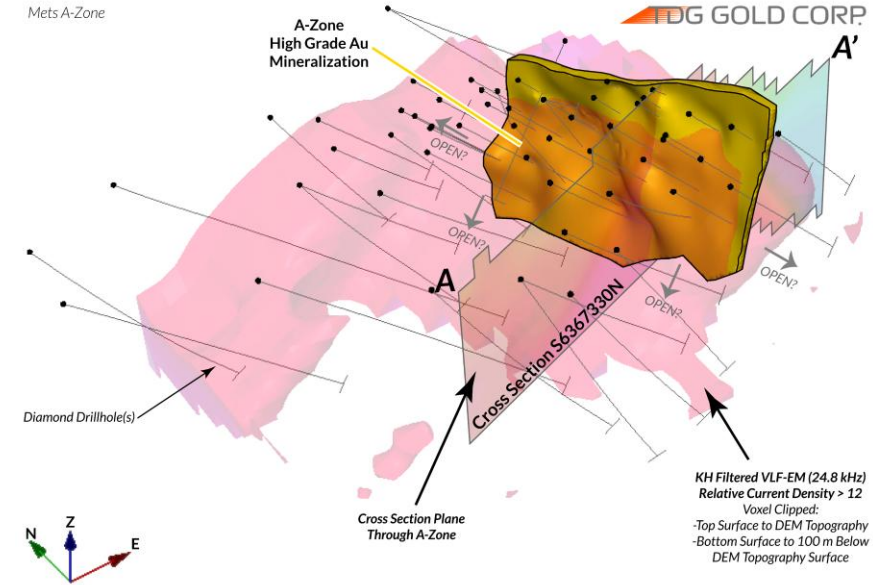 Mets A-Zone
TDG GOLD CORP.
A-Zone
High Grade Au
Mineralization
A'
OPEN?
OPEN?
OPEN?
OPEN?
A
Cross Section S6367330N
Diamond Drillhole(s)
Cross Section Plane
Through A-Zone
KH Filtered VLF-EM (24.8 kHz)
Relative Current Density > 12
Voxel Clipped:
-Top Surface to DEM Topography
-Bottom Surface to 100 m Below
DEM Topography Surface
N
Z
E